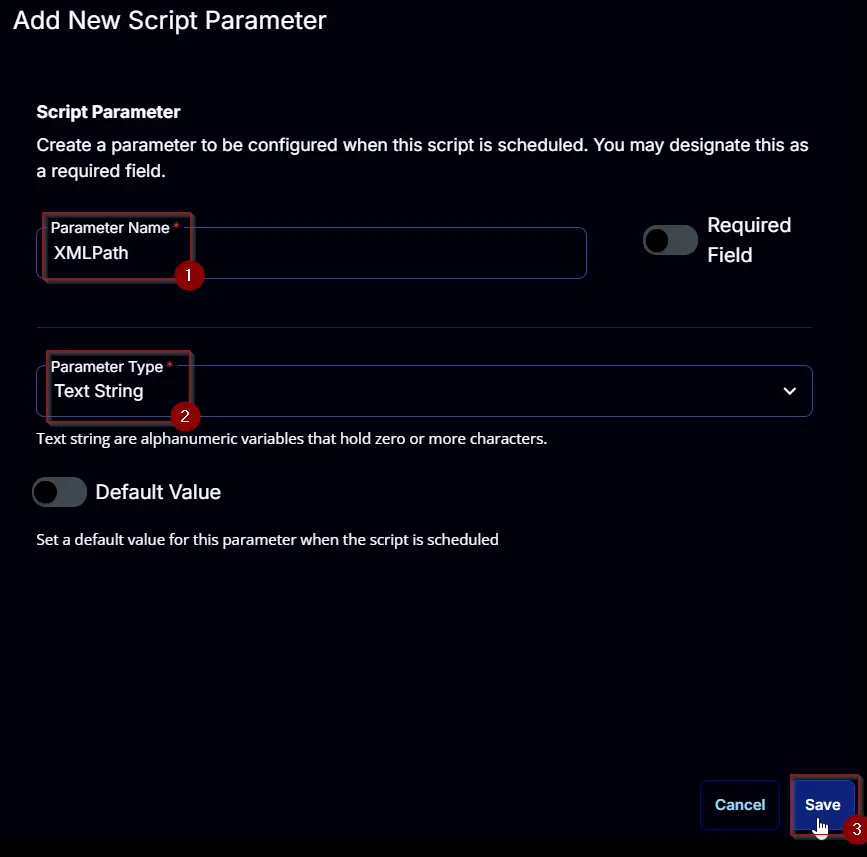 Add New Script Parameter
Script Parameter
Create a parameter to be configured when this script is scheduled. You may designate this as
a required field.
Parameter Name *
XMLPath
1
Required
Field
Parameter Type *
Text String
2
Text string are alphanumeric variables that hold zero or more characters.
Default Value
Set a default value for this parameter when the script is scheduled
Cancel
Save
3